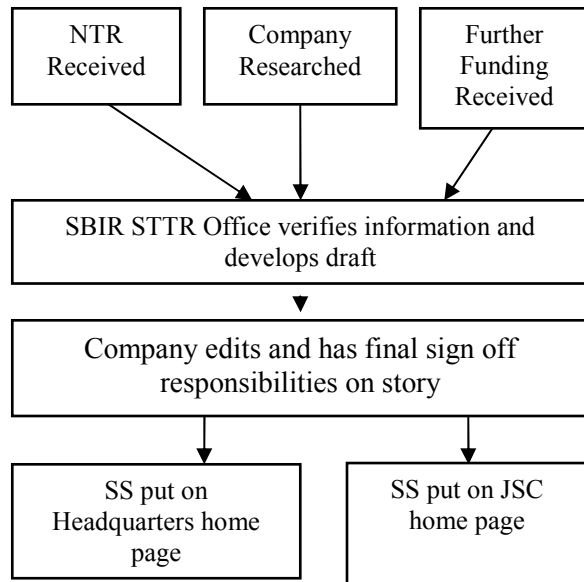 NTR
Received
Company
Researched
Further
Funding
Received
SBIR STTR Office verifies information and
develops draft
Company edits and has final sign off
responsibilities on story
SS put on
Headquarters home
page
SS put on JSC
home page